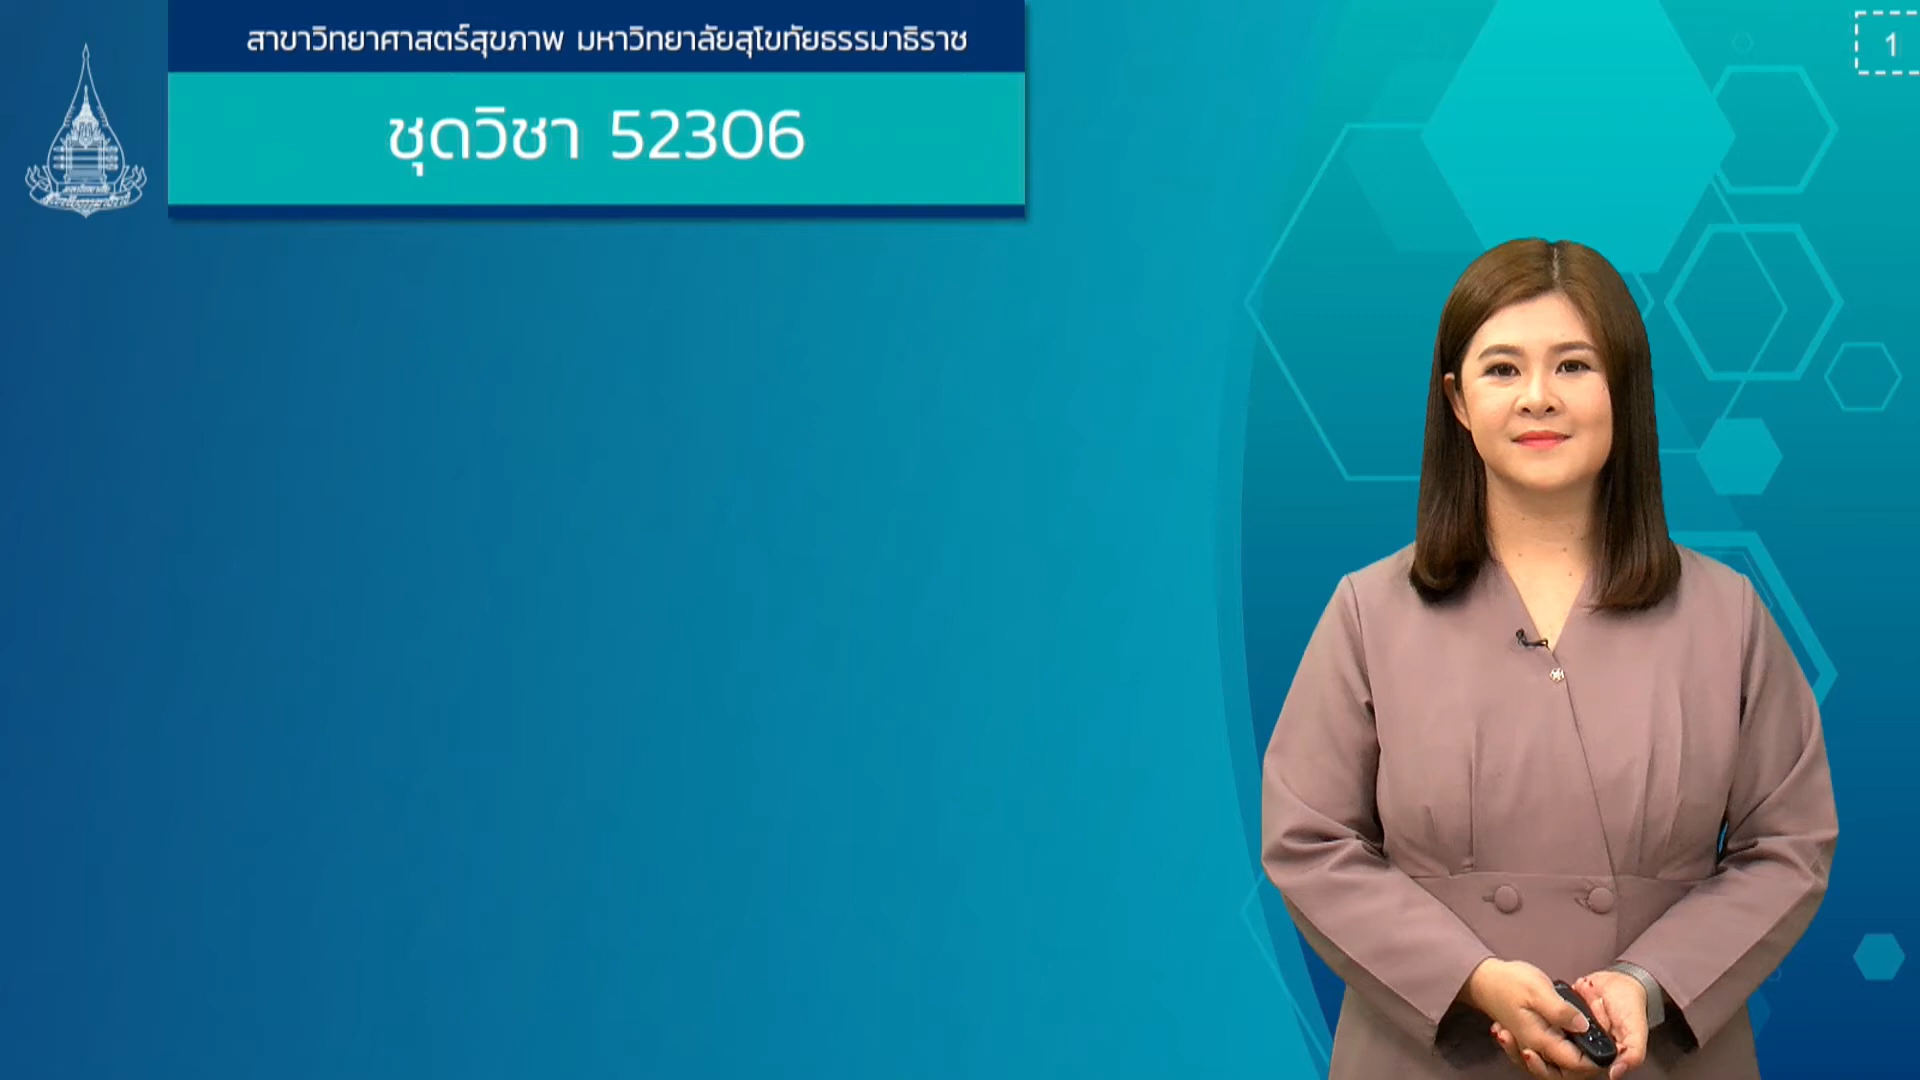 สาขาวิทยาศาสตร์สุขภาพ มหาวิทยาลัยสุโขทัยธรรมาธิราช
1
ชุดวิชา 52306